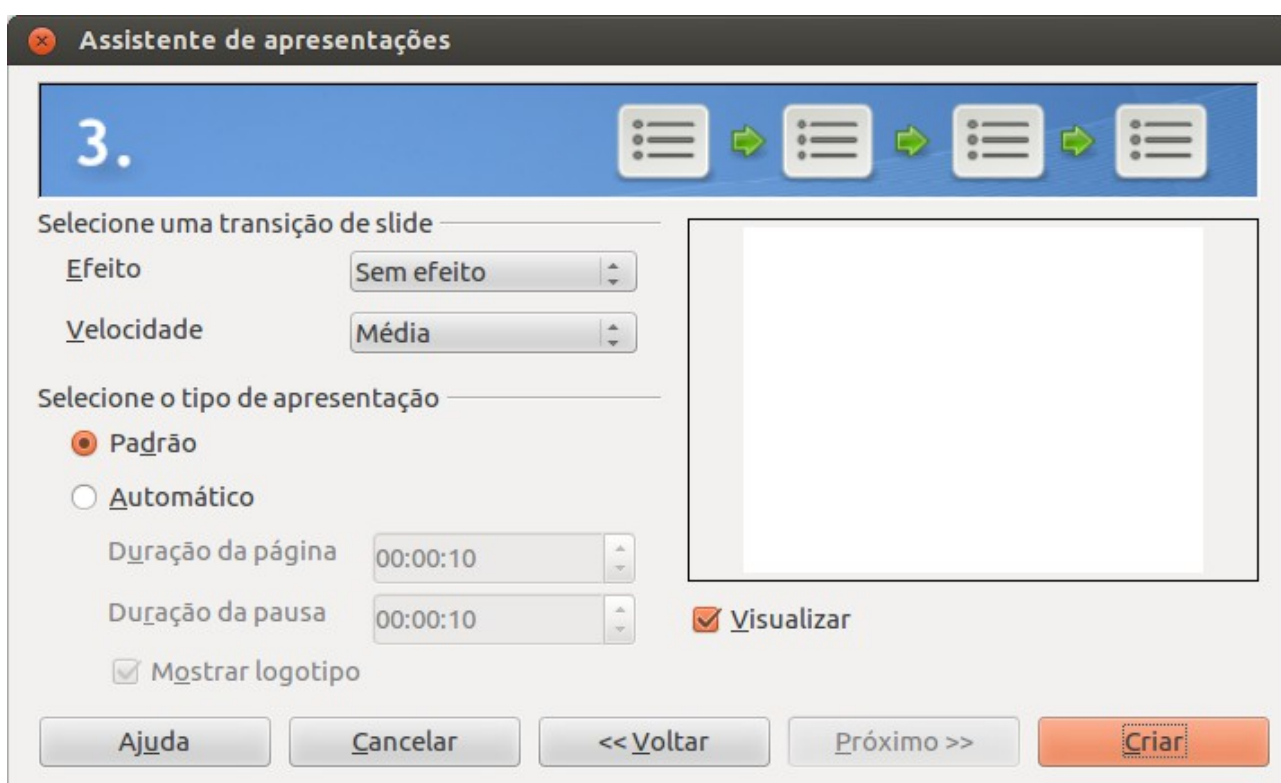 Assistente de apresentações
3.
Selecione uma transição de slide
Efeito
Sem efeito
Velocidade
Média
Selecione o tipo de apresentação
Padrão
Automático
Duração da página
00:00:10
Duração da pausa
00:00:10
Mostrar logotipo
Visualizar
Ajuda
Cancelar
<< Voltar
Próximo >>
Criar